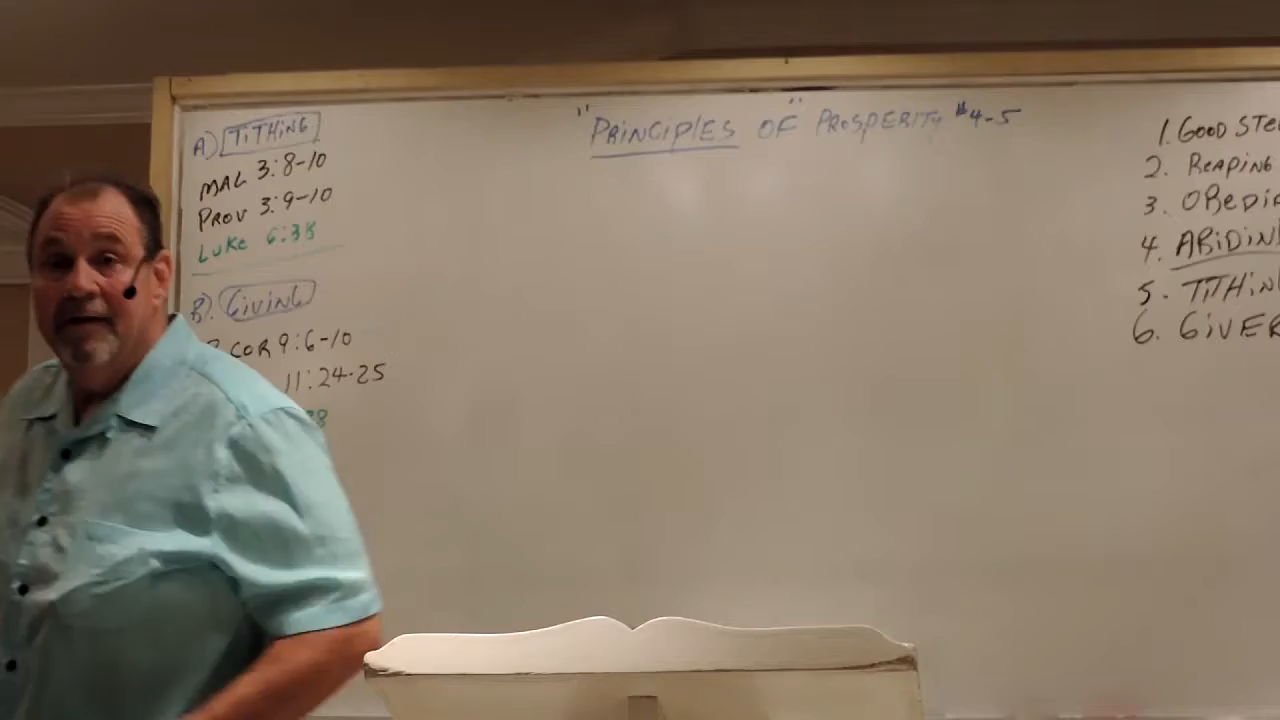 "PRINCIPLES OF" PROSPERITY #4-5
A) TITHING
MAL 3:8-10
PROV 3:9-10
LUKE 6:38
B). GIVING
COR 9:6-10
11:24-25
38
1. GOOD STE
2. REAPING
3. OBEDI
4. ABIDIN
5. TITHIN
6. GIVER